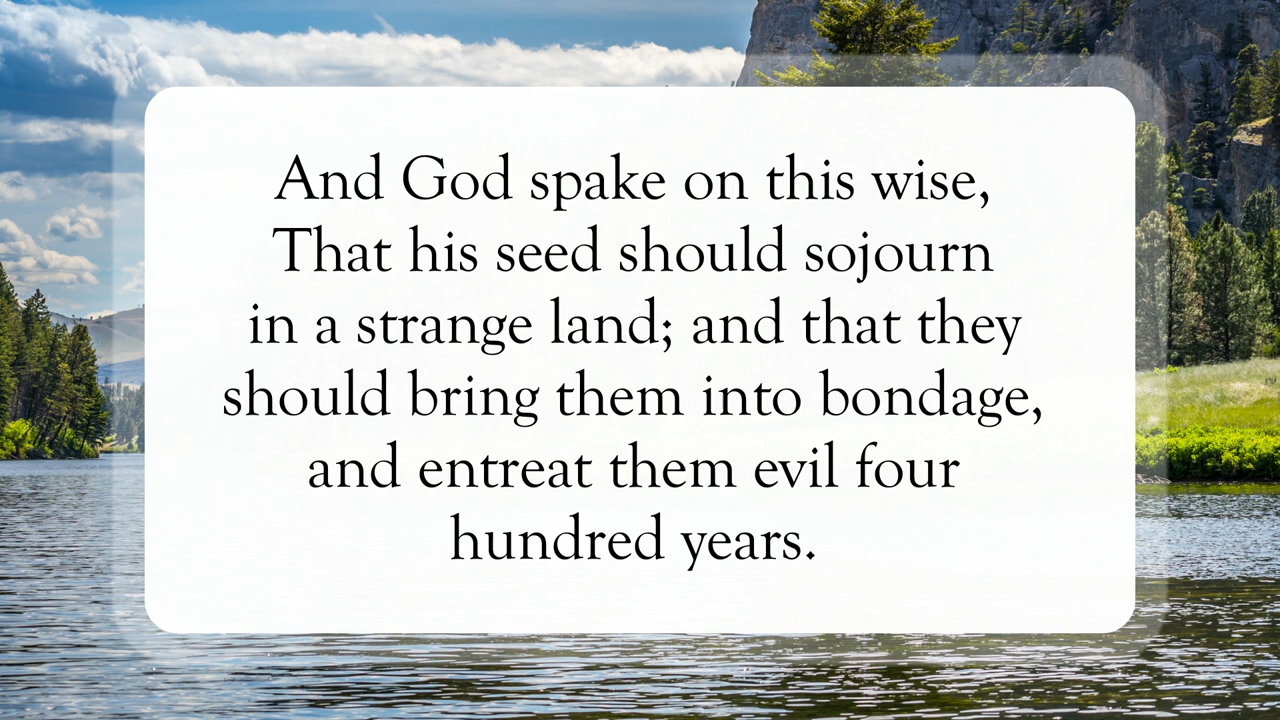 And God spake on this wise,
That his seed should sojourn
in a strange land; and that they
should bring them into bondage,
and entreat them evil four
hundred years.